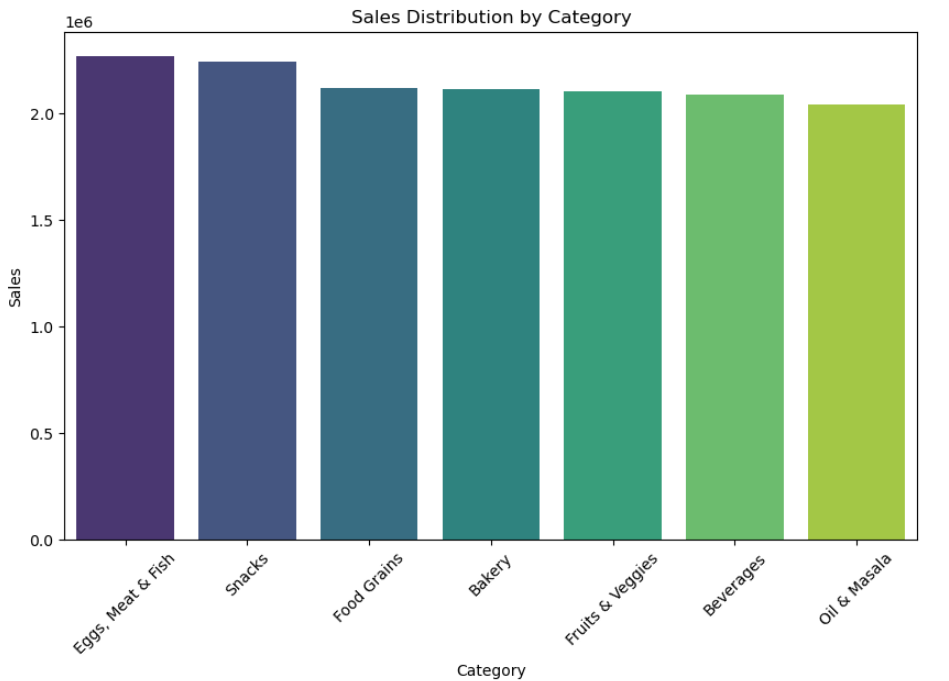 Sales Distribution by Category
1e6
2.0
1.5
1.0
0.5
0.0
Sales
Eggs, Meat & Fish
Snacks
Food Grains
Bakery
Fruits & Veggies
Beverages
Oil & Masala
Category